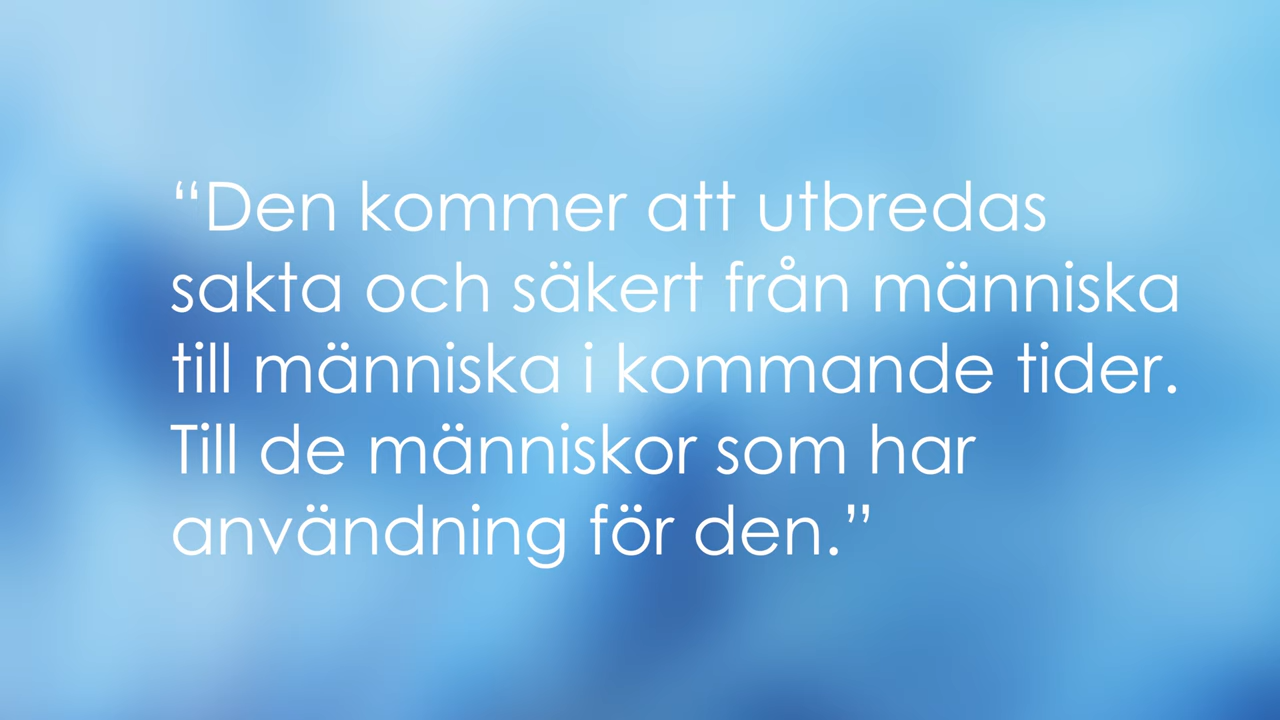 “Den kommer att utbredas
sakta och säkert från människa
till människa i kommande tider.
Till de människor som har
användning för den.”